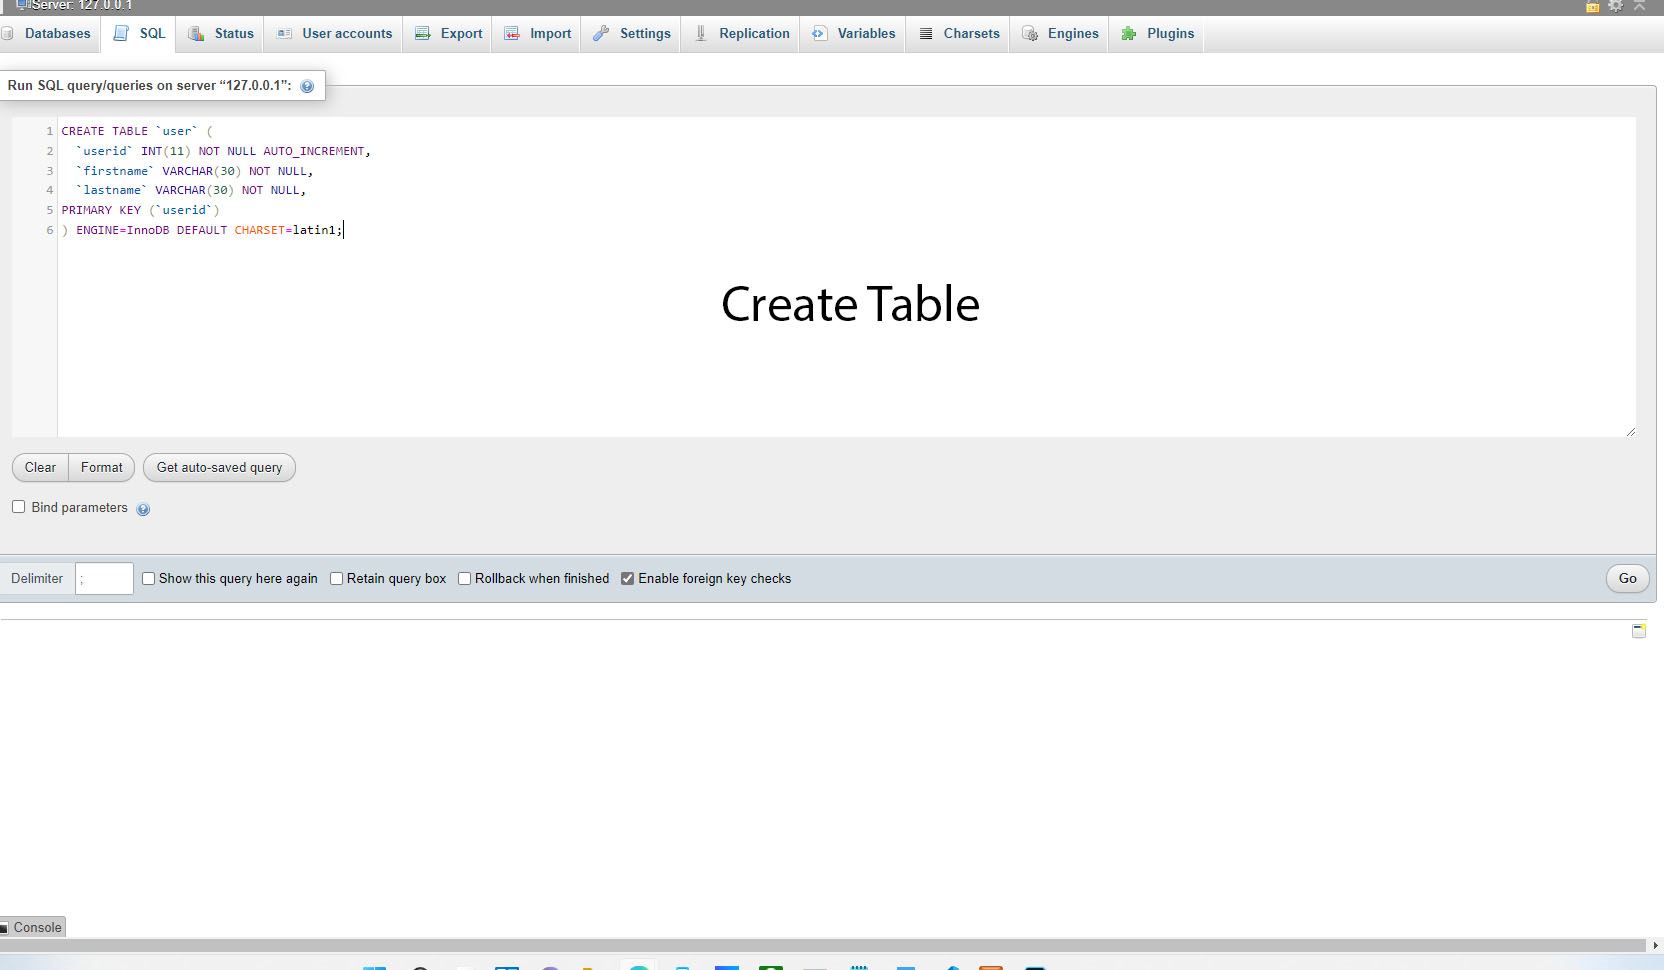 Server: 127.0.0.1
Databases SQL Status User accounts Export Import Settings Replication Variables Charsets Engines Plugins
Run SQL query/queries on server “127.0.0.1”:
1 CREATE TABLE `user` (
2 `userid` INT(11) NOT NULL AUTO_INCREMENT,
3 `firstname` VARCHAR(30) NOT NULL,
4 `lastname` VARCHAR(30) NOT NULL,
5 PRIMARY KEY (`userid`)
6 ) ENGINE=InnoDB DEFAULT CHARSET=latin1;
Create Table
Clear Format Get auto-saved query
Bind parameters
Delimiter ; Show this query here again Retain query box Rollback when finished Enable foreign key checks Go
Console